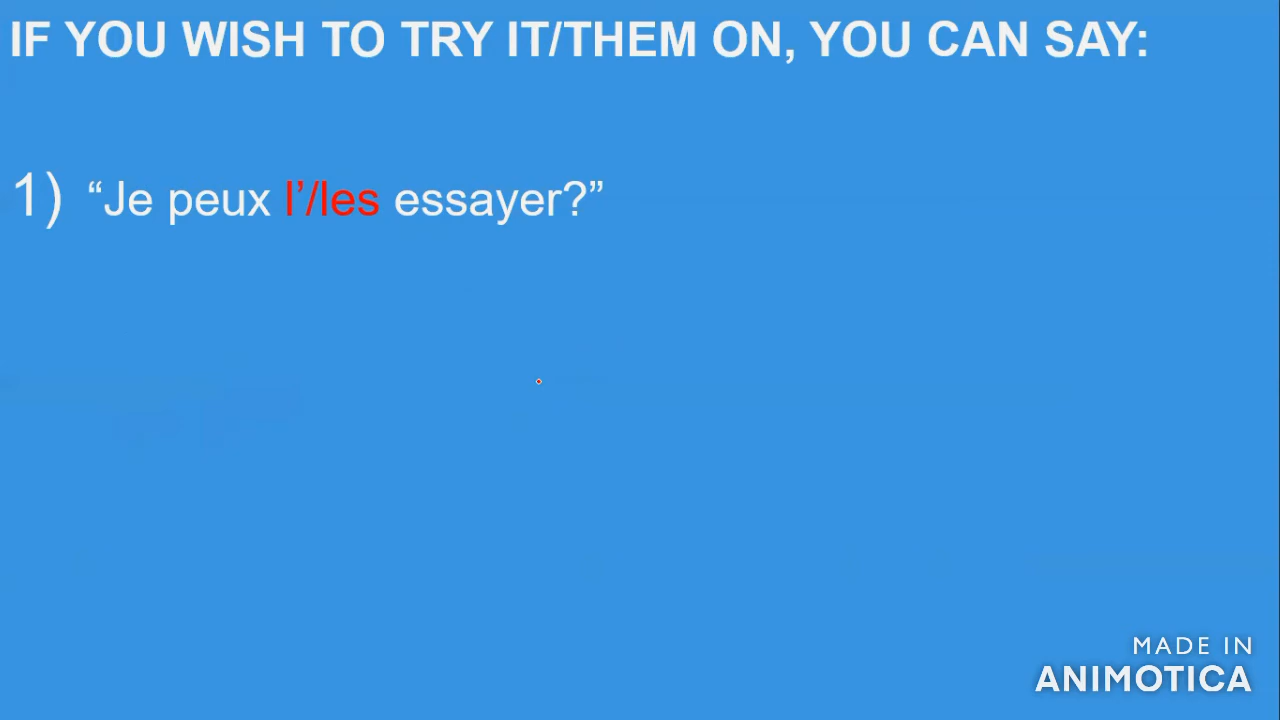 IF YOU WISH TO TRY IT/THEM ON, YOU CAN SAY:
1) “Je peux l’/les essayer?”
MADE IN
ANIMOTICA